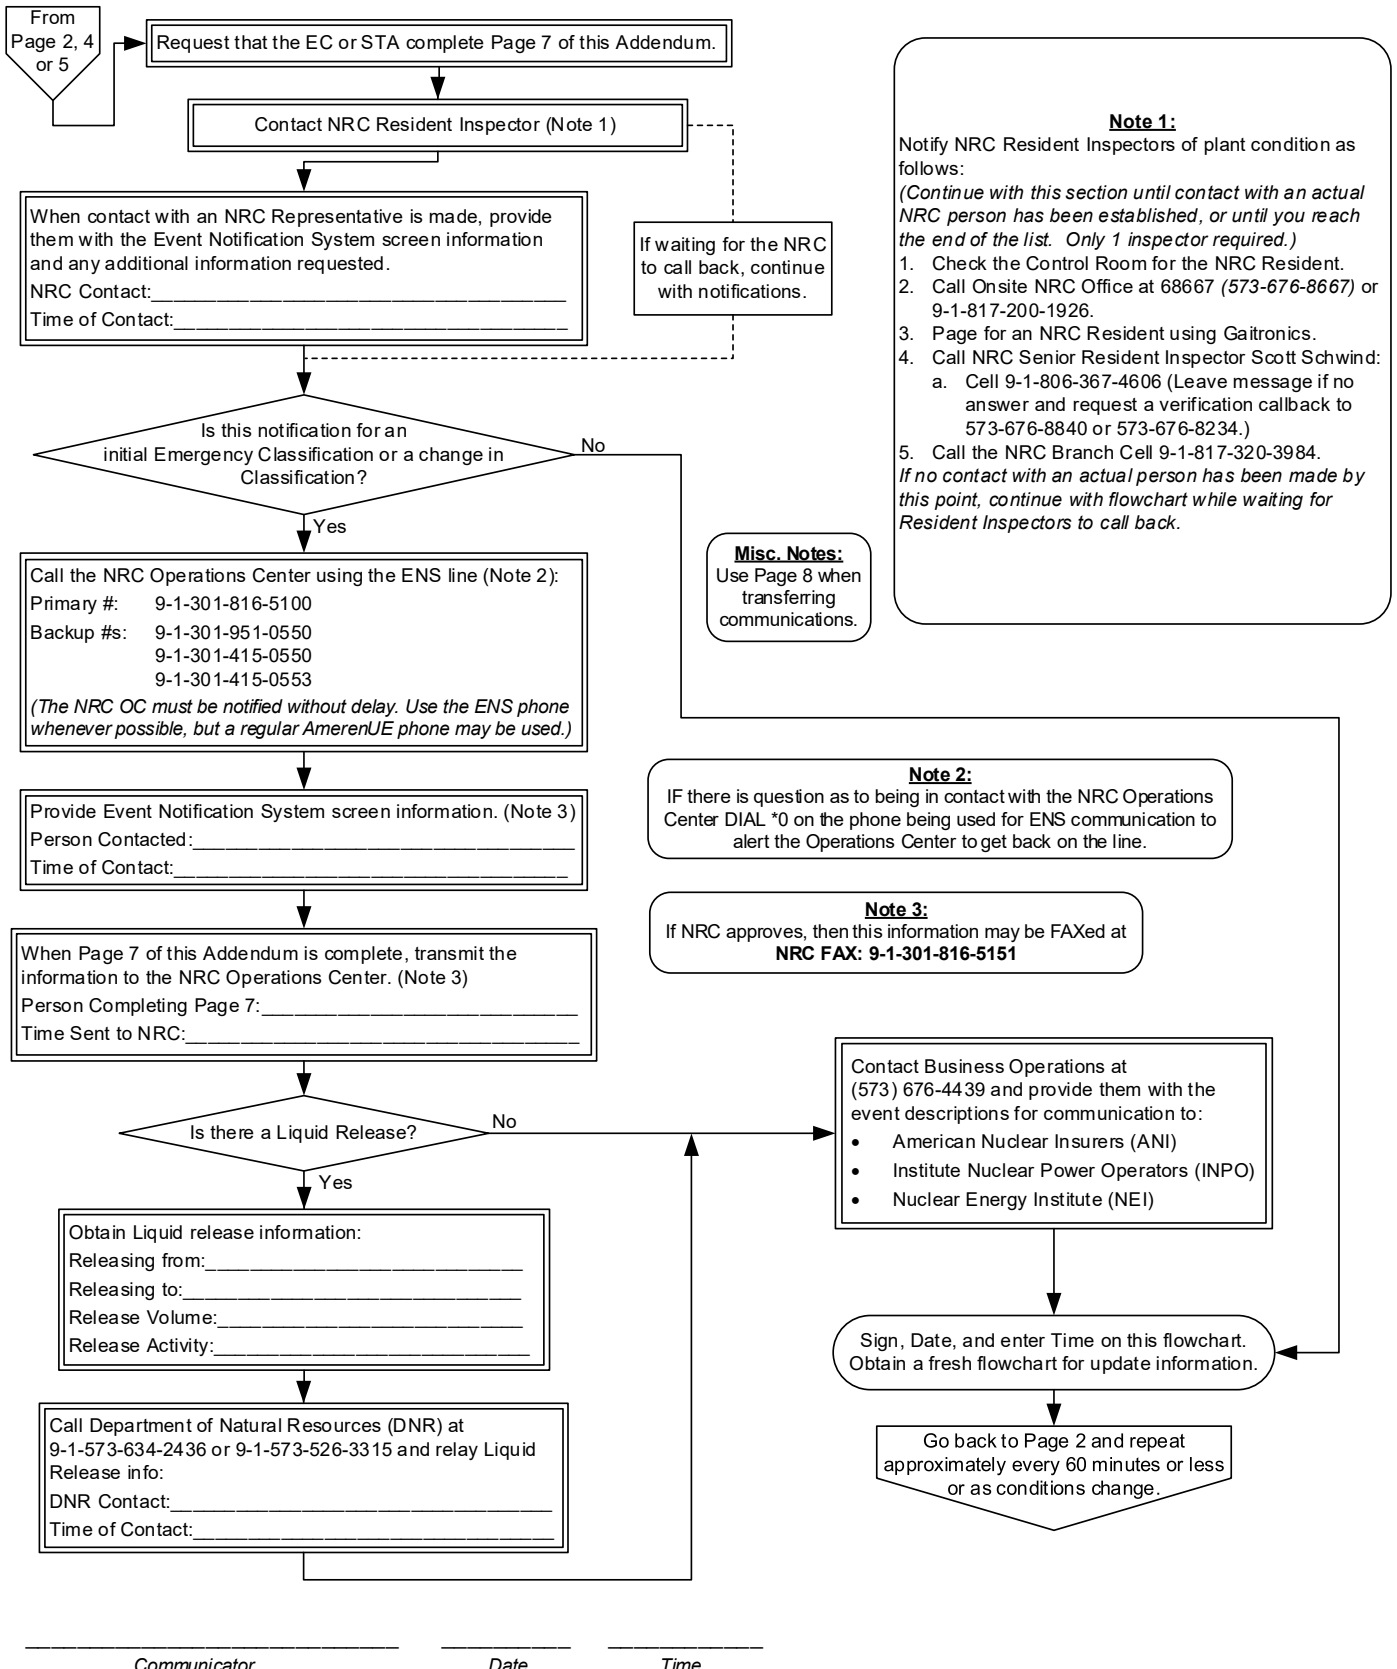 From
Page 2, 4
or 5
Request that the EC or STA complete Page 7 of this Addendum.
Contact NRC Resident Inspector (Note 1)
When contact with an NRC Representative is made, provide
them with the Event Notification System screen information
and any additional information requested.
NRC Contact:______________________________________
Time of Contact:____________________________________
If waiting for the NRC
to call back, continue
with notifications.
Note 1:
Notify NRC Resident Inspectors of plant condition as
follows:
(Continue with this section until contact with an actual
NRC person has been established, or until you reach
the end of the list. Only 1 inspector required.)
1. Check the Control Room for the NRC Resident.
2. Call Onsite NRC Office at 68667 (573-676-8667) or
9-1-817-200-1926.
3. Page for an NRC Resident using Gaitronics.
4. Call NRC Senior Resident Inspector Scott Schwind:
a. Cell 9-1-806-367-4606 (Leave message if no
answer and request a verification callback to
573-676-8840 or 573-676-8234.)
5. Call the NRC Branch Cell 9-1-817-320-3984.
If no contact with an actual person has been made by
this point, continue with flowchart while waiting for
Resident Inspectors to call back.
Is this notification for an
initial Emergency Classification or a change in
Classification?
No
Yes
Call the NRC Operations Center using the ENS line (Note 2):
Primary #: 9-1-301-816-5100
Backup #s: 9-1-301-951-0550
9-1-301-415-0550
9-1-301-415-0553
(The NRC OC must be notified without delay. Use the ENS phone
whenever possible, but a regular AmerenUE phone may be used.)
Misc. Notes:
Use Page 8 when
transferring
communications.
Provide Event Notification System screen information. (Note 3)
Person Contacted:___________________________________
Time of Contact:____________________________________
Note 2:
IF there is question as to being in contact with the NRC Operations
Center DIAL *0 on the phone being used for ENS communication to
alert the Operations Center to get back on the line.
Note 3:
If NRC approves, then this information may be FAXed at
NRC FAX: 9-1-301-816-5151
When Page 7 of this Addendum is complete, transmit the
information to the NRC Operations Center. (Note 3)
Person Completing Page 7:_____________________________
Time Sent to NRC:____________________________________
Is there a Liquid Release?
No
Yes
Contact Business Operations at
(573) 676-4439 and provide them with the
event descriptions for communication to:
• American Nuclear Insurers (ANI)
• Institute Nuclear Power Operators (INPO)
• Nuclear Energy Institute (NEI)
Obtain Liquid release information:
Releasing from:_____________________________
Releasing to:_______________________________
Release Volume:____________________________
Release Activity:_____________________________
Call Department of Natural Resources (DNR) at
9-1-573-634-2436 or 9-1-573-526-3315 and relay Liquid
Release info:
DNR Contact:___________________________________
Time of Contact:_________________________________
Sign, Date, and enter Time on this flowchart.
Obtain a fresh flowchart for update information.
Go back to Page 2 and repeat
approximately every 60 minutes or less
or as conditions change.
Communicator Date Time